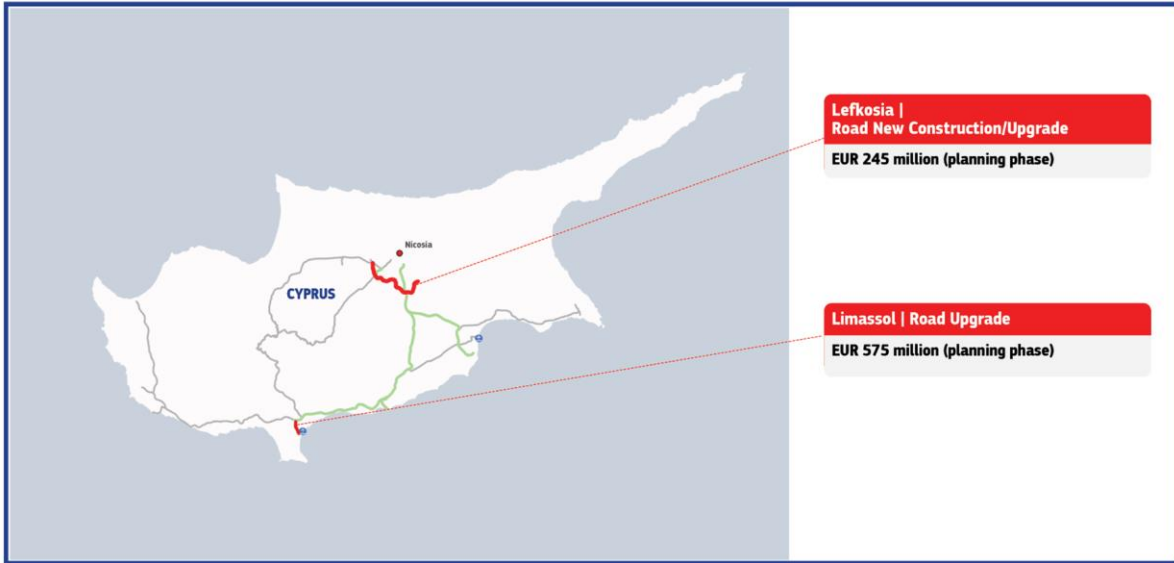 Lefkosia |
Road New Construction/Upgrade
EUR 245 million (planning phase)
Nicosia
CYPRUS
Limassol | Road Upgrade
EUR 575 million (planning phase)